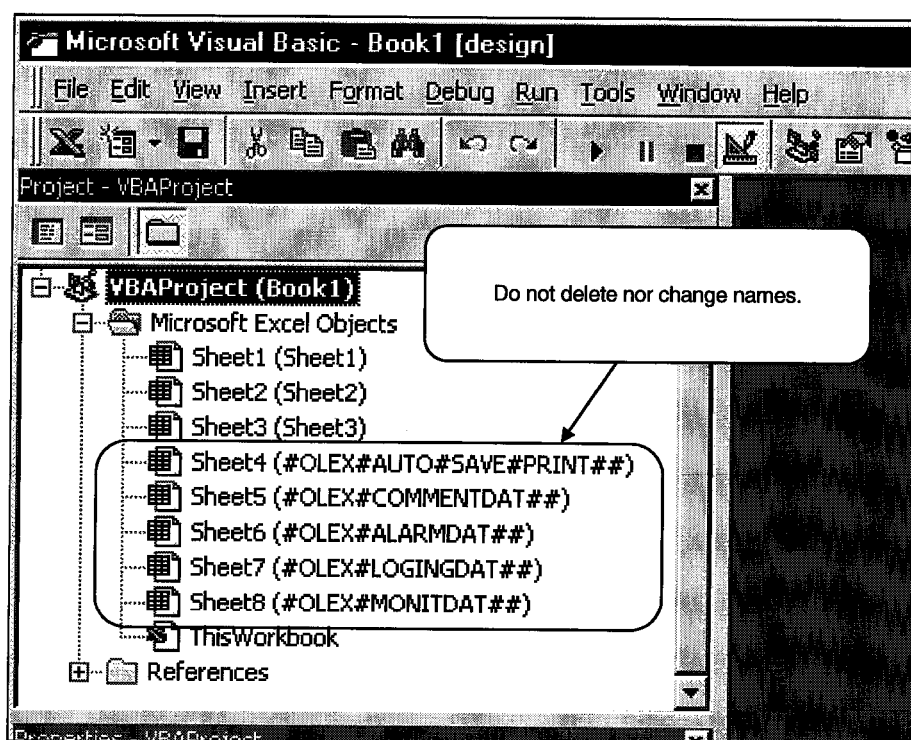 Microsoft Visual Basic - Book1 [design]
File Edit View Insert Format Debug Run Tools Window Help
Project - VBAProject
VBAProject (Book1)
Do not delete nor change names.
Microsoft Excel Objects
Sheet1 (Sheet1)
Sheet2 (Sheet2)
Sheet3 (Sheet3)
Sheet4 (#OLEX#AUTO#SAVE#PRINT##)
Sheet5 (#OLEX#COMMENTDAT##)
Sheet6 (#OLEX#ALARMDAT##)
Sheet7 (#OLEX#LOGINGDAT##)
Sheet8 (#OLEX#MONITDAT##)
ThisWorkbook
References
Properties - VBAProject